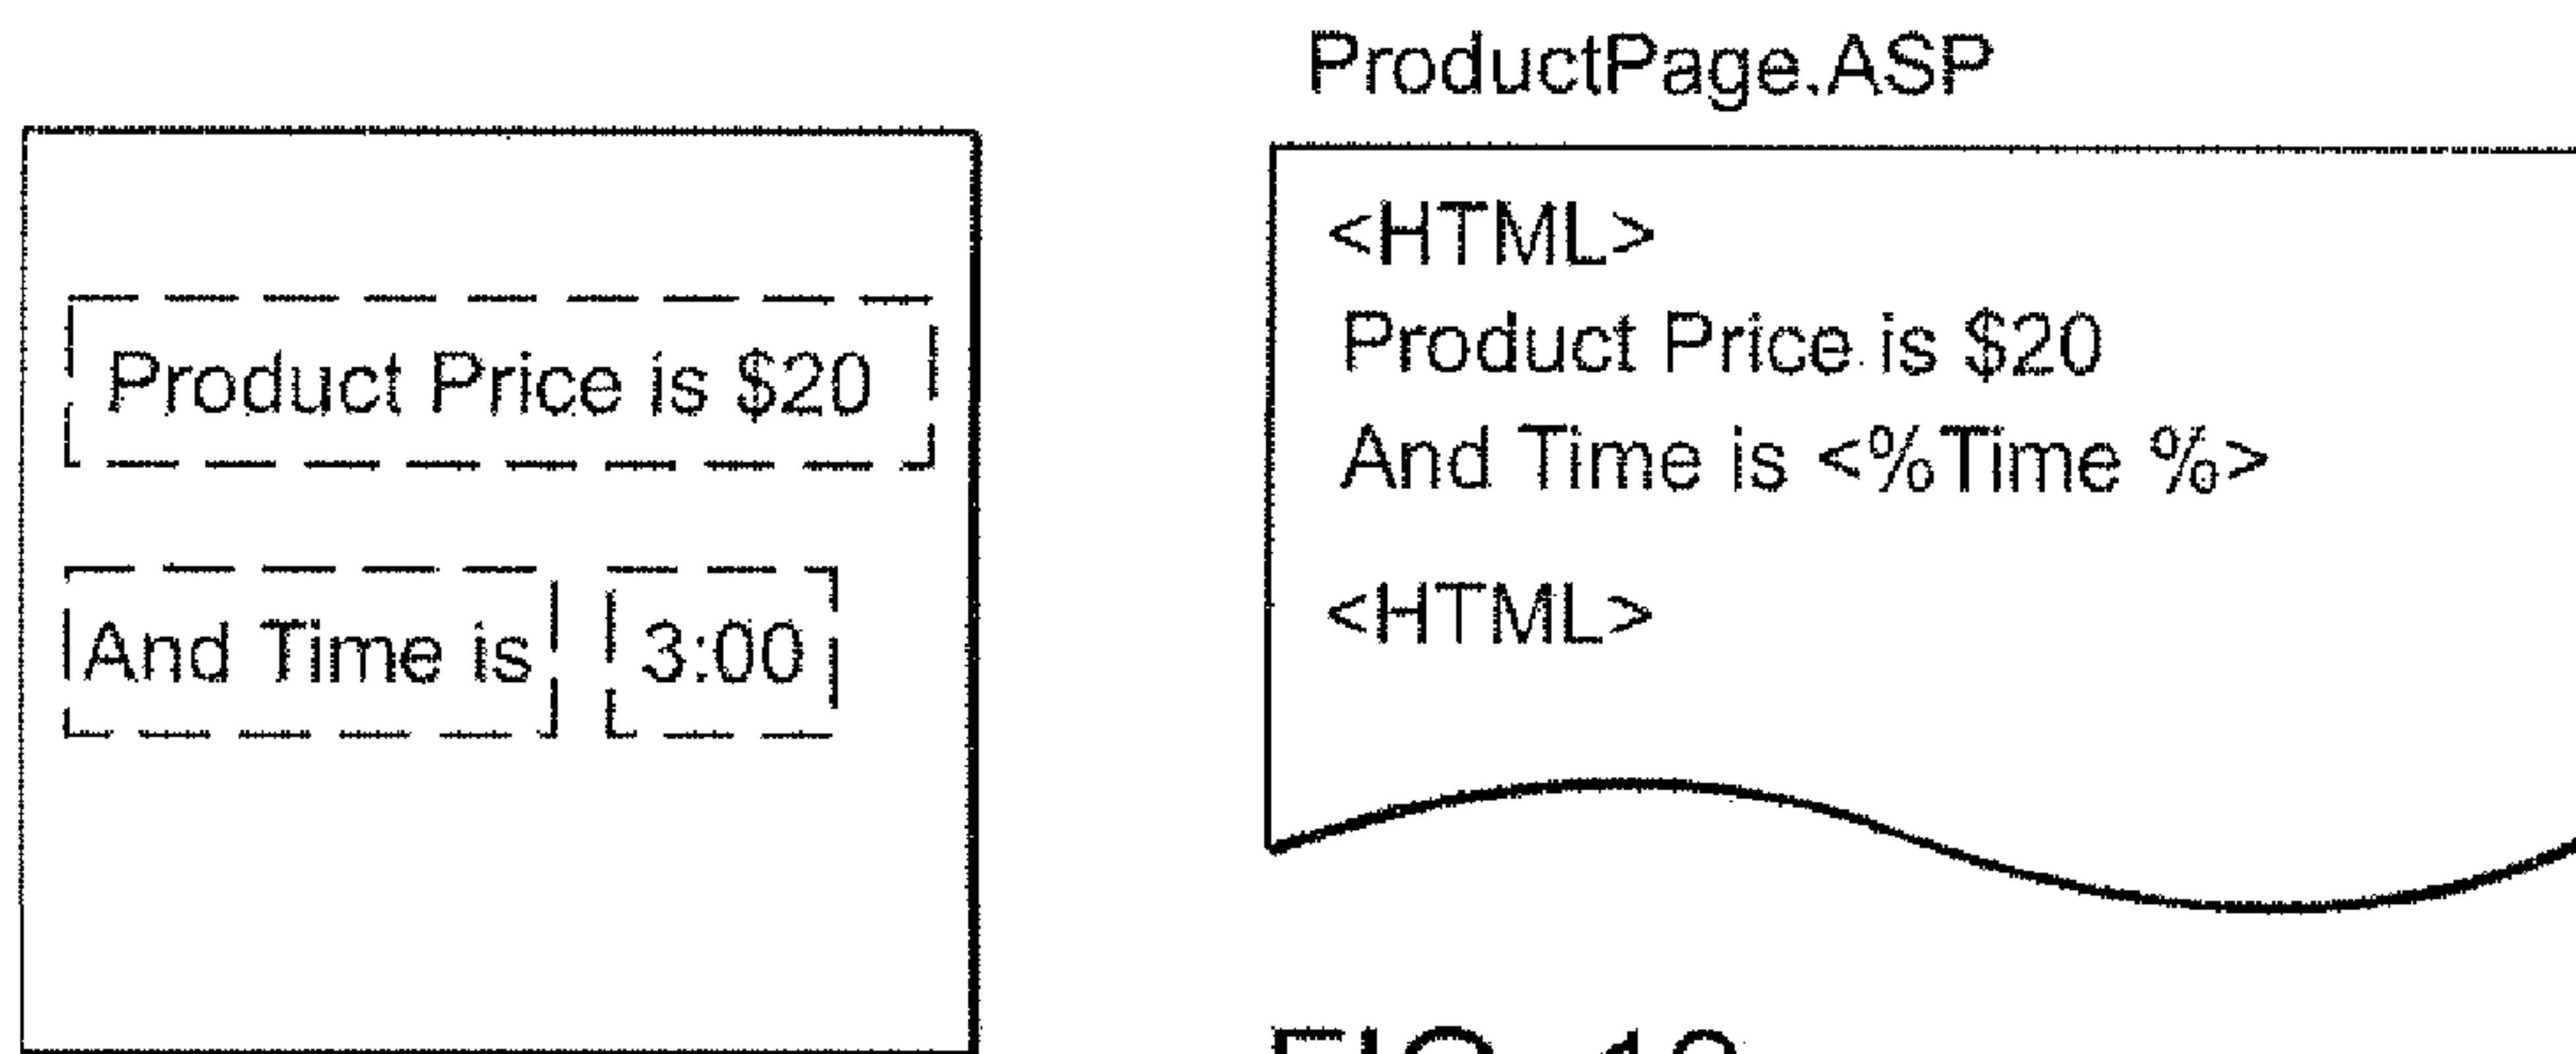 Product Price is $20
And Time is 3:00
ProductPage.ASP
<HTML>
Product Price is $20
And Time is <%Time %>
<HTML>